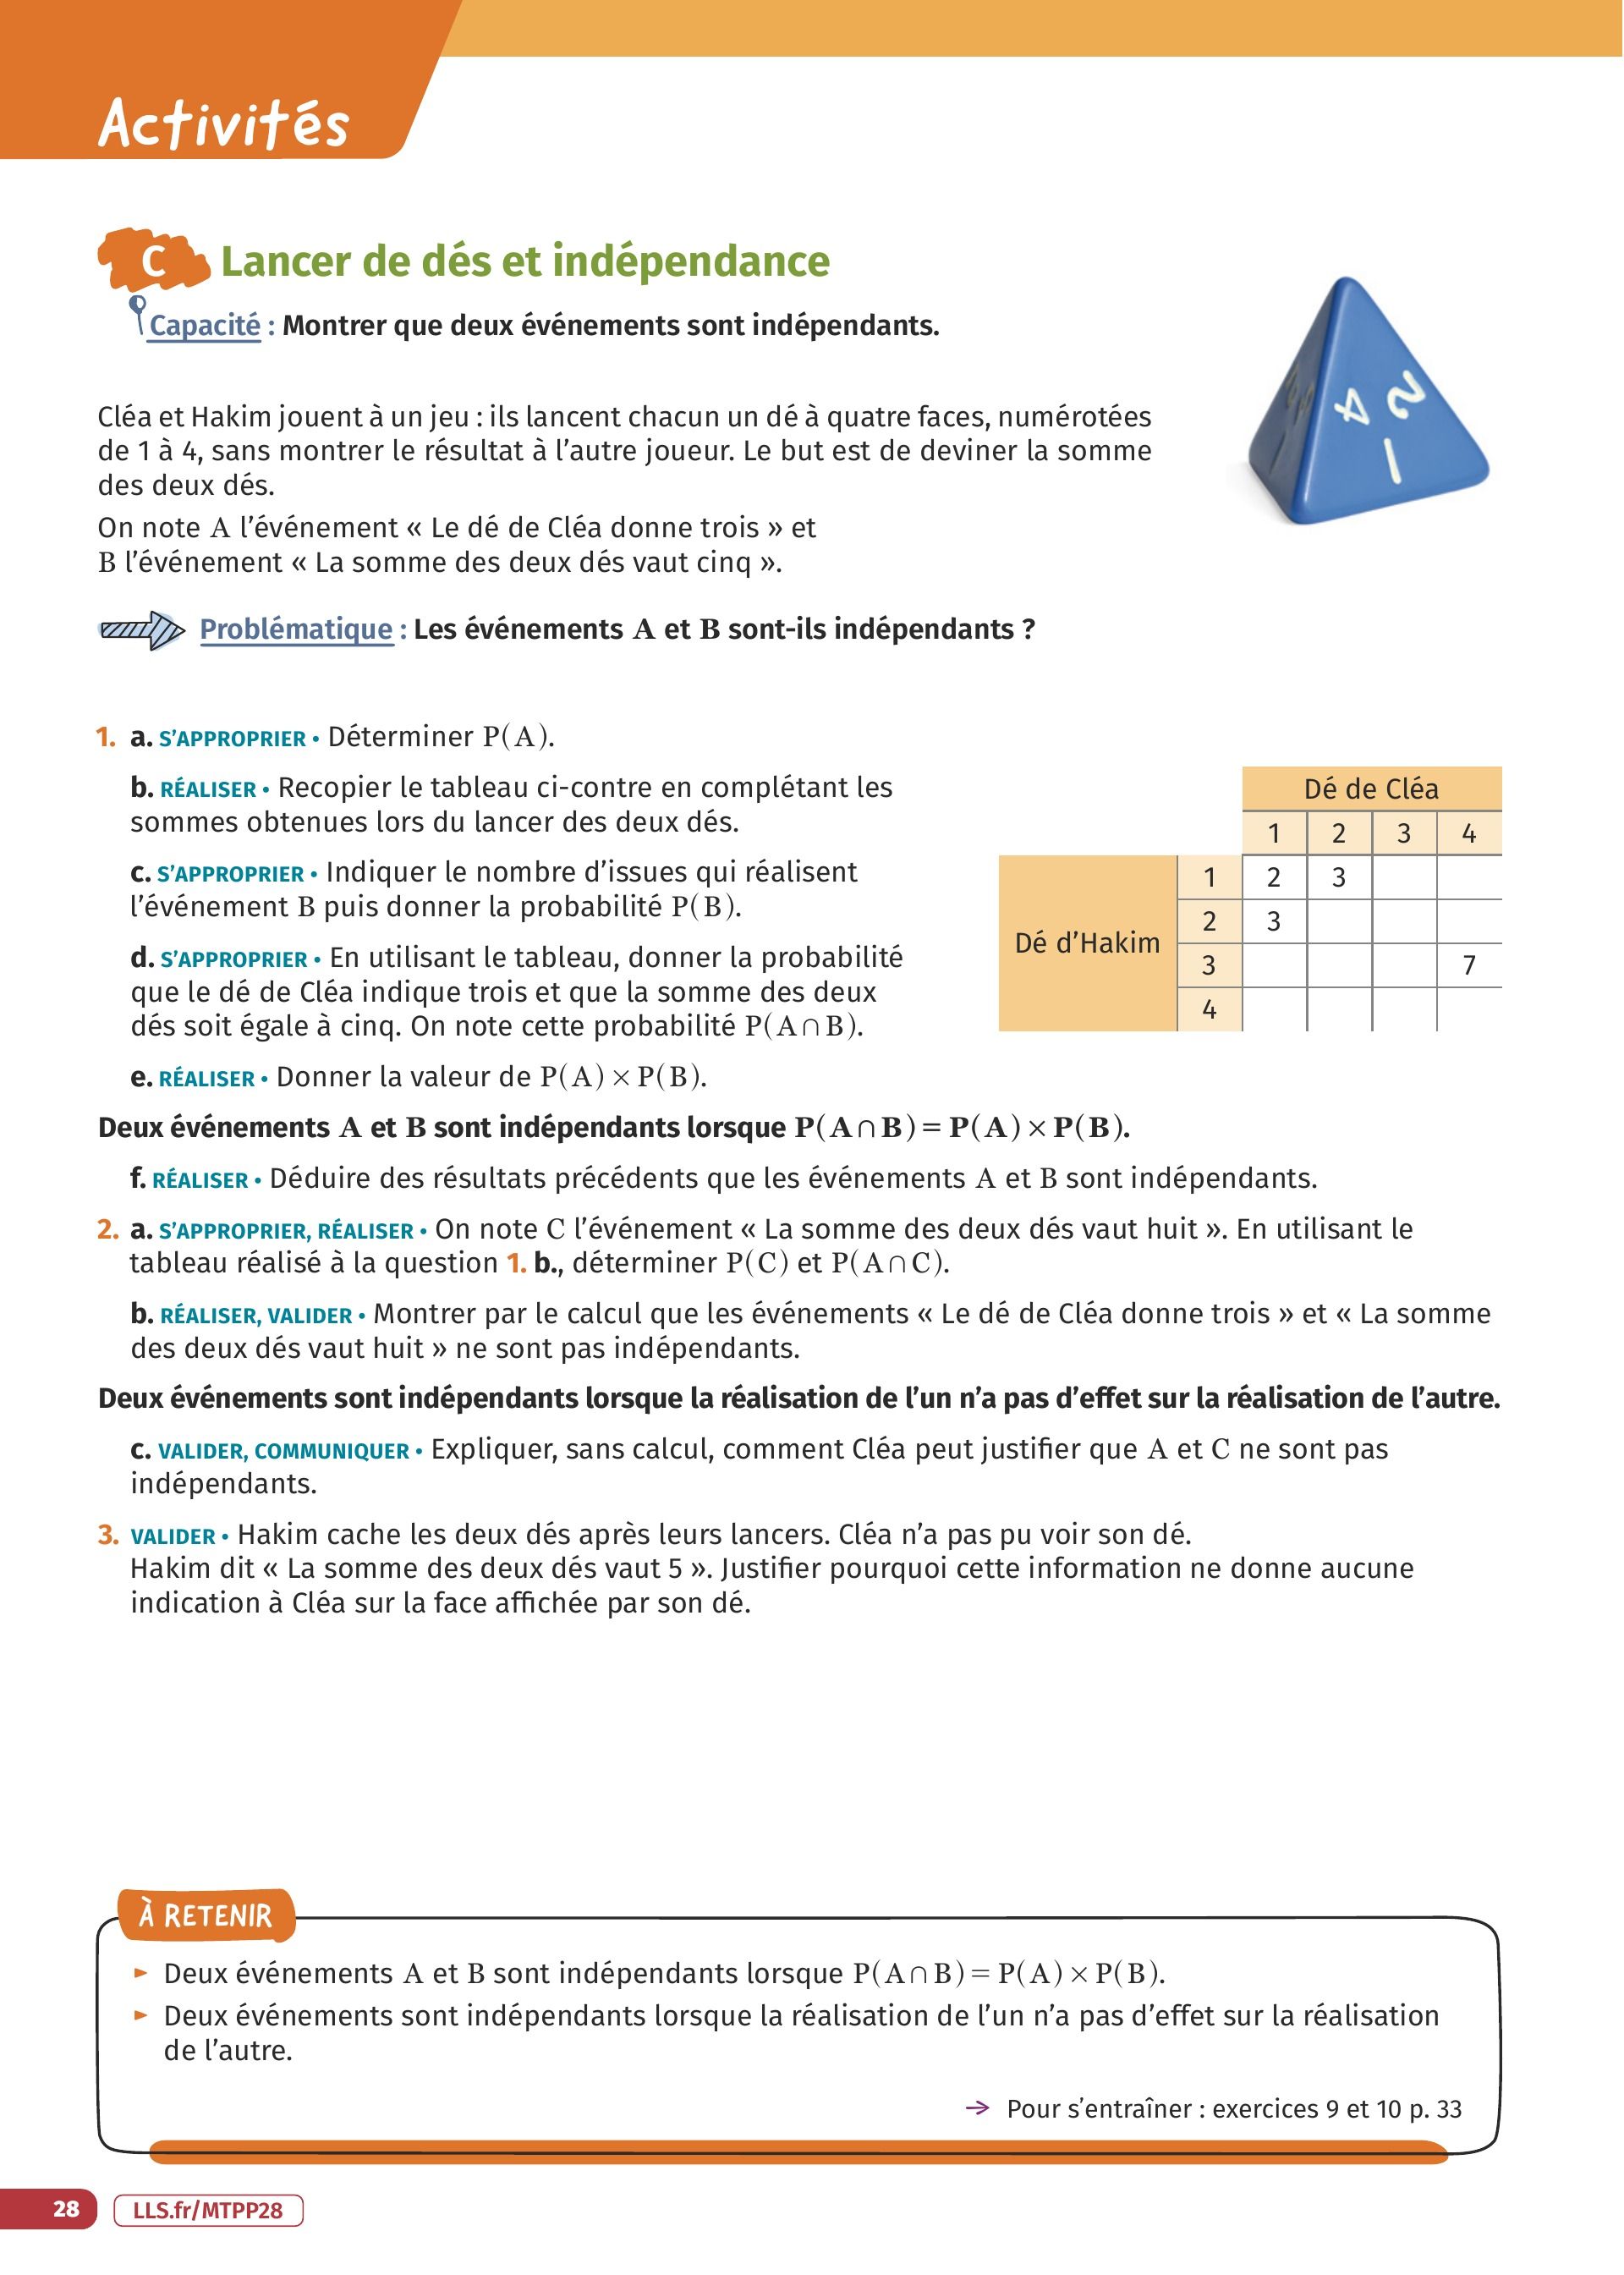 Activités
C Lancer de dés et indépendance
Capacité : Montrer que deux événements sont indépendants.
Cléa et Hakim jouent à un jeu : ils lancent chacun un dé à quatre faces, numérotées
de 1 à 4, sans montrer le résultat à l’autre joueur. Le but est de deviner la somme
des deux dés.
On note A l’événement « Le dé de Cléa donne trois » et
B l’événement « La somme des deux dés vaut cinq ».
4 2
1
Problématique : Les événements A et B sont-ils indépendants ?
1. a. S’APPROPRIER • Déterminer P(A).
b. RÉALISER • Recopier le tableau ci-contre en complétant les
sommes obtenues lors du lancer des deux dés.
c. S’APPROPRIER • Indiquer le nombre d’issues qui réalisent
l’événement B puis donner la probabilité P(B).
d. S’APPROPRIER • En utilisant le tableau, donner la probabilité
que le dé de Cléa indique trois et que la somme des deux
dés soit égale à cinq. On note cette probabilité P(A∩B).
e. RÉALISER • Donner la valeur de P(A)×P(B).
Dé de Cléa
1 2 3 4
1 2 3
2 3
Dé d’Hakim
3 7
4
Deux événements A et B sont indépendants lorsque P(A∩B)=P(A)×P(B).
f. RÉALISER • Déduire des résultats précédents que les événements A et B sont indépendants.
2. a. S’APPROPRIER, RÉALISER • On note C l’événement « La somme des deux dés vaut huit ». En utilisant le
tableau réalisé à la question 1. b., déterminer P(C) et P(A∩C).
b. RÉALISER, VALIDER • Montrer par le calcul que les événements « Le dé de Cléa donne trois » et « La somme
des deux dés vaut huit » ne sont pas indépendants.
Deux événements sont indépendants lorsque la réalisation de l’un n’a pas d’effet sur la réalisation de l’autre.
c. VALIDER, COMMUNIQUER • Expliquer, sans calcul, comment Cléa peut justifier que A et C ne sont pas
indépendants.
3. VALIDER • Hakim cache les deux dés après leurs lancers. Cléa n’a pas pu voir son dé.
Hakim dit « La somme des deux dés vaut 5 ». Justifier pourquoi cette information ne donne aucune
indication à Cléa sur la face affichée par son dé.
À RETENIR
► Deux événements A et B sont indépendants lorsque P(A∩B)=P(A)×P(B).
► Deux événements sont indépendants lorsque la réalisation de l’un n’a pas d’effet sur la réalisation
de l’autre.
→ Pour s’entraîner : exercices 9 et 10 p. 33
28 LLS.fr/MTPP28